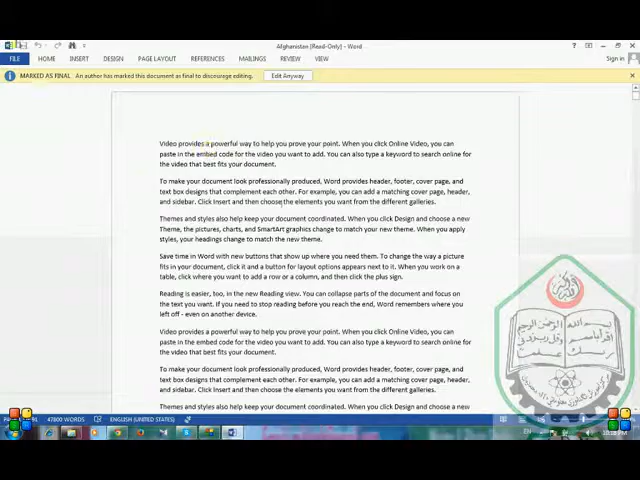 Afghanistan [Read-Only] - Word
Sign in
FILE HOME INSERT DESIGN PAGE LAYOUT REFERENCES MAILINGS REVIEW VIEW
MARKED AS FINAL An author has marked this document as final to discourage editing. Edit Anyway
Video provides a powerful way to help you prove your point. When you click Online Video, you can
paste in the embed code for the video you want to add. You can also type a keyword to search online for
the video that best fits your document.
To make your document look professionally produced, Word provides header, footer, cover page, and
text box designs that complement each other. For example, you can add a matching cover page, header,
and sidebar. Click Insert and then choose the elements you want from the different galleries.
Themes and styles also help keep your document coordinated. When you click Design and choose a new
Theme, the pictures, charts, and SmartArt graphics change to match your new theme. When you apply
styles, your headings change to match the new theme.
Save time in Word with new buttons that show up where you need them. To change the way a picture
fits in your document, click it and a button for layout options appears next to it. When you work on a
table, click where you want to add a row or a column, and then click the plus sign.
Reading is easier, too, in the new Reading view. You can collapse parts of the document and focus on
the text you want. If you need to stop reading before you reach the end, Word remembers where you
left off - even on another device.
Video provides a powerful way to help you prove your point. When you click Online Video, you can
paste in the embed code for the video you want to add. You can also type a keyword to search online for
the video that best fits your document.
To make your document look professionally produced, Word provides header, footer, cover page, and
text box designs that complement each other. For example, you can add a matching cover page, header,
and sidebar. Click Insert and then choose the elements you want from the different galleries.
Themes and styles also help keep your document coordinated. When you click Design and choose a new
47800 WORDS ENGLISH (UNITED STATES)
EN